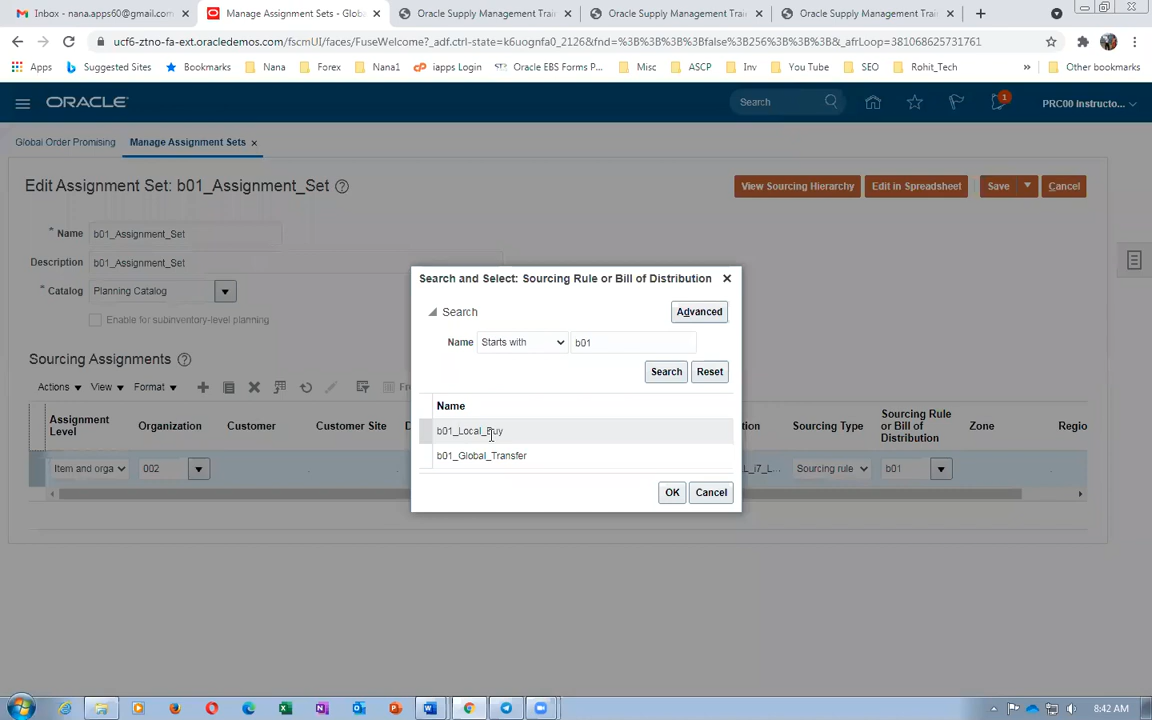 Inbox - nana.apps60@gmail.com
Manage Assignment Sets - Glob
Oracle Supply Management Trai
Oracle Supply Management Trai
Oracle Supply Management Trai
ucf6-ztno-fa-ext.oracledemos.com/fscmUI/faces/FuseWelcome?_adf.ctrl-state=k6uognfa0_2126&fnd=%3B%3B%3B%3Bfalse%3B256%3B%3B%3B&_afrLoop=381068625731761
Apps
Suggested Sites
Bookmarks
Nana
Forex
Nana1
iapps Login
Oracle EBS Forms P...
Misc
ASCP
Inv
You Tube
SEO
Rohit_Tech
»
Other bookmarks
ORACLE
Search
1
PRC00 Instructo...
Global Order Promising
Manage Assignment Sets
Edit Assignment Set: b01_Assignment_Set
View Sourcing Hierarchy
Edit in Spreadsheet
Save
Cancel
* Name b01_Assignment_Set
Description b01_Assignment_Set
* Catalog Planning Catalog
Enable for subinventory-level planning
Sourcing Assignments
Actions View Format
Fr
Assignment Level
Organization
Customer
Customer Site
D
tion
Sourcing Type
Sourcing Rule or Bill of Distribution
Zone
Regio
Item and orga
002
L_i7_L...
Sourcing rule
b01
Search and Select: Sourcing Rule or Bill of Distribution
Search
Advanced
Name Starts with b01
Search Reset
Name
b01_Local_Buy
b01_Global_Transfer
OK Cancel
8:42 AM